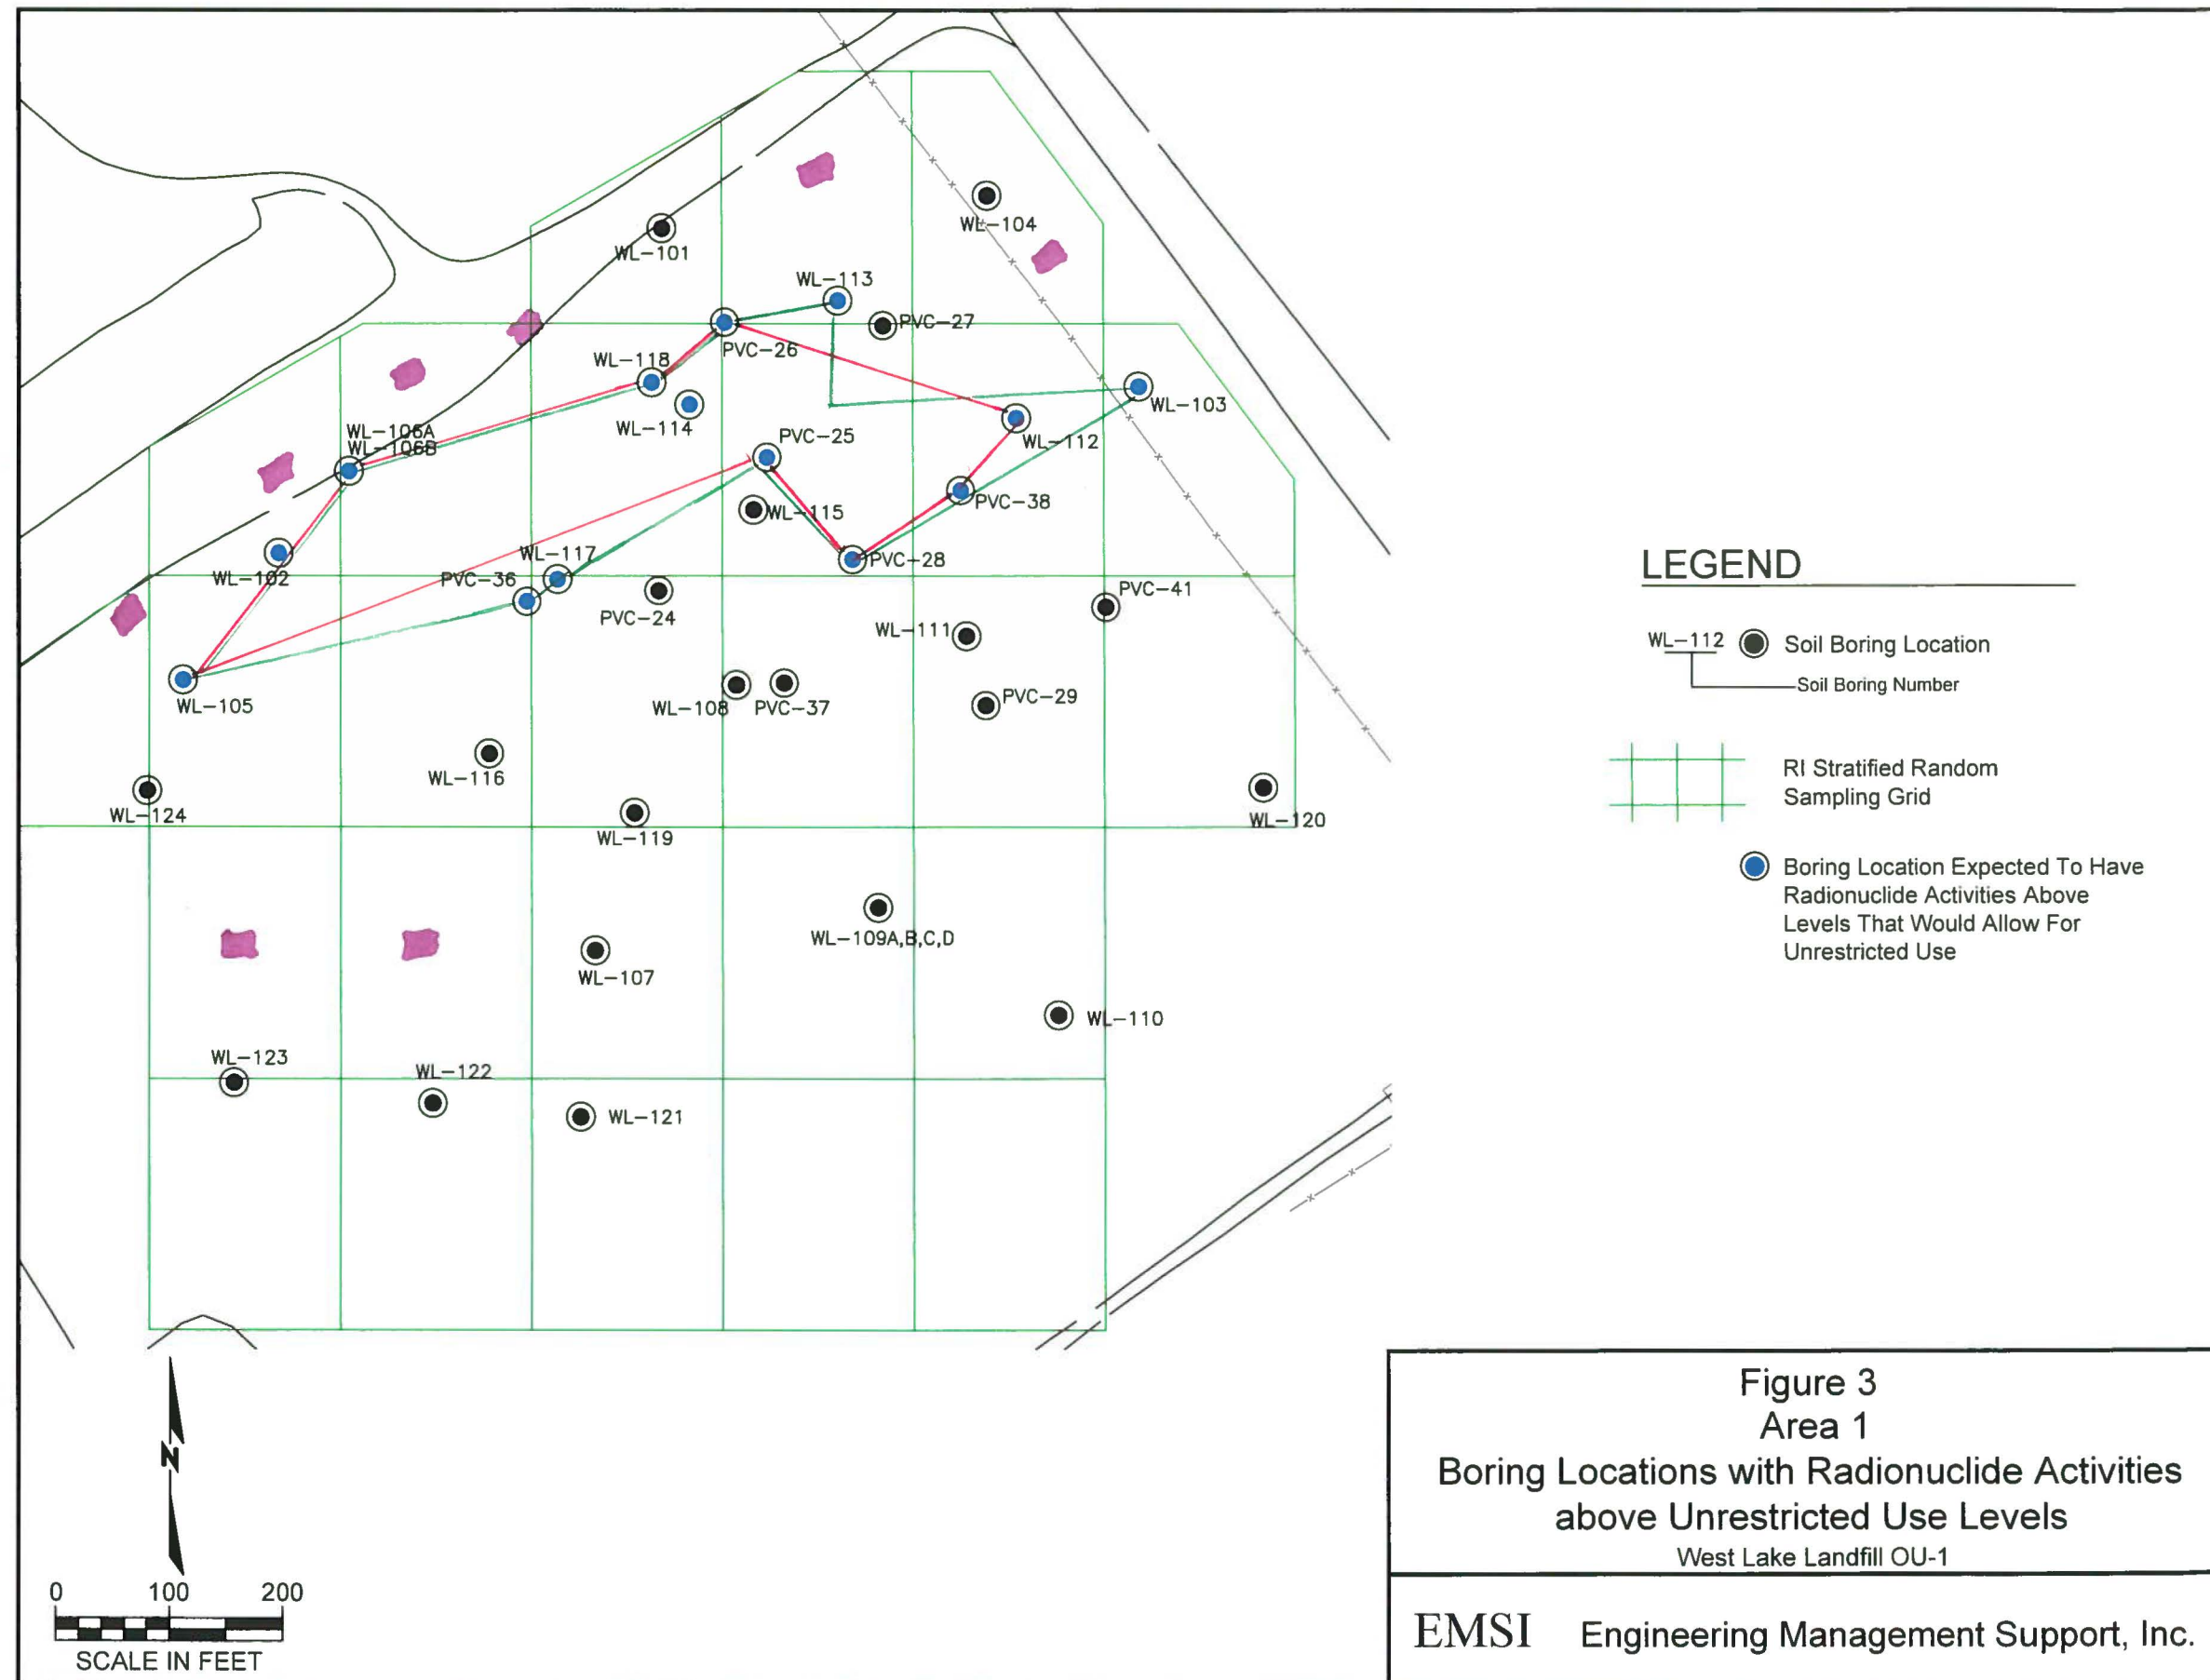 WL-104
WL-101
WL-113
PVC-27
PVC-26
WL-118
WL-103
WL-114
WL-112
WL-106A
WL-106B
PVC-25
PVC-38
WL-115
WL-117
PVC-28
WL-102
PVC-36
PVC-24
PVC-41
WL-111
WL-105
WL-108
PVC-37
PVC-29
WL-116
WL-124
WL-119
WL-120
WL-109A,B,C,D
WL-107
WL-110
WL-123
WL-122
WL-121
LEGEND
WL-112
Soil Boring Location
Soil Boring Number
RI Stratified Random
Sampling Grid
Boring Location Expected To Have
Radionuclide Activities Above
Levels That Would Allow For
Unrestricted Use
N
0 100 200
SCALE IN FEET
Figure 3
Area 1
Boring Locations with Radionuclide Activities
above Unrestricted Use Levels
West Lake Landfill OU-1
EMSI Engineering Management Support, Inc.